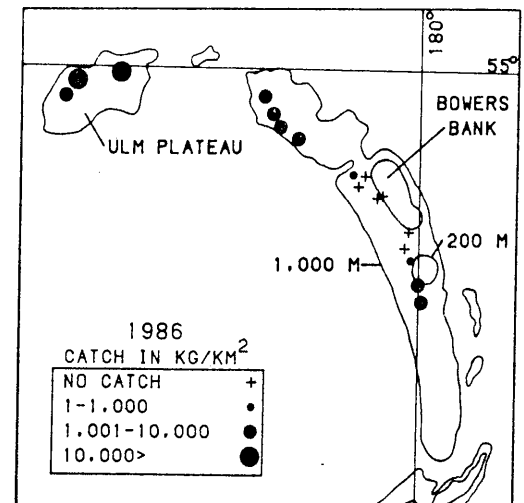 180°
55°
BOWERS
BANK
ULM PLATEAU
200 M
1,000 M
1986
CATCH IN KG/KM²
NO CATCH +
1-1,000
1,001-10,000
10,000>